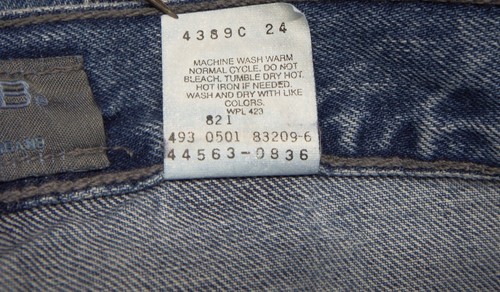 4389C 24
MACHINE WASH WARM
NORMAL CYCLE. DO NOT
BLEACH. TUMBLE DRY HOT.
HOT IRON IF NEEDED.
WASH AND DRY WITH LIKE
COLORS.
WPL 423
821
493 0501 83209-6
44563-0836
B.